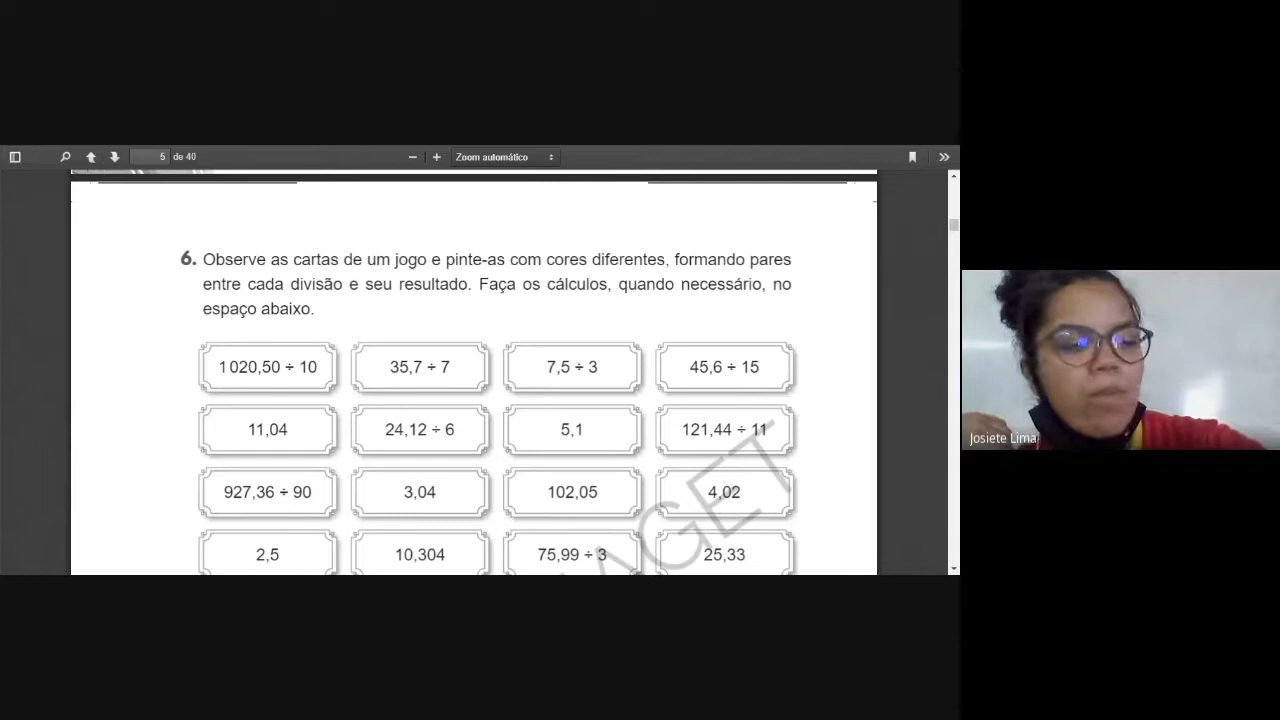 5 de 40
Zoom automático
6. Observe as cartas de um jogo e pinte-as com cores diferentes, formando pares
entre cada divisão e seu resultado. Faça os cálculos, quando necessário, no
espaço abaixo.
1 020,50 ÷ 10 35,7 ÷ 7 7,5 ÷ 3 45,6 ÷ 15
11,04 24,12 ÷ 6 5,1 121,44 ÷ 11
927,36 ÷ 90 3,04 102,05 4,02
2,5 10,304 75,99 ÷ 3 25,33
Josiete Lima